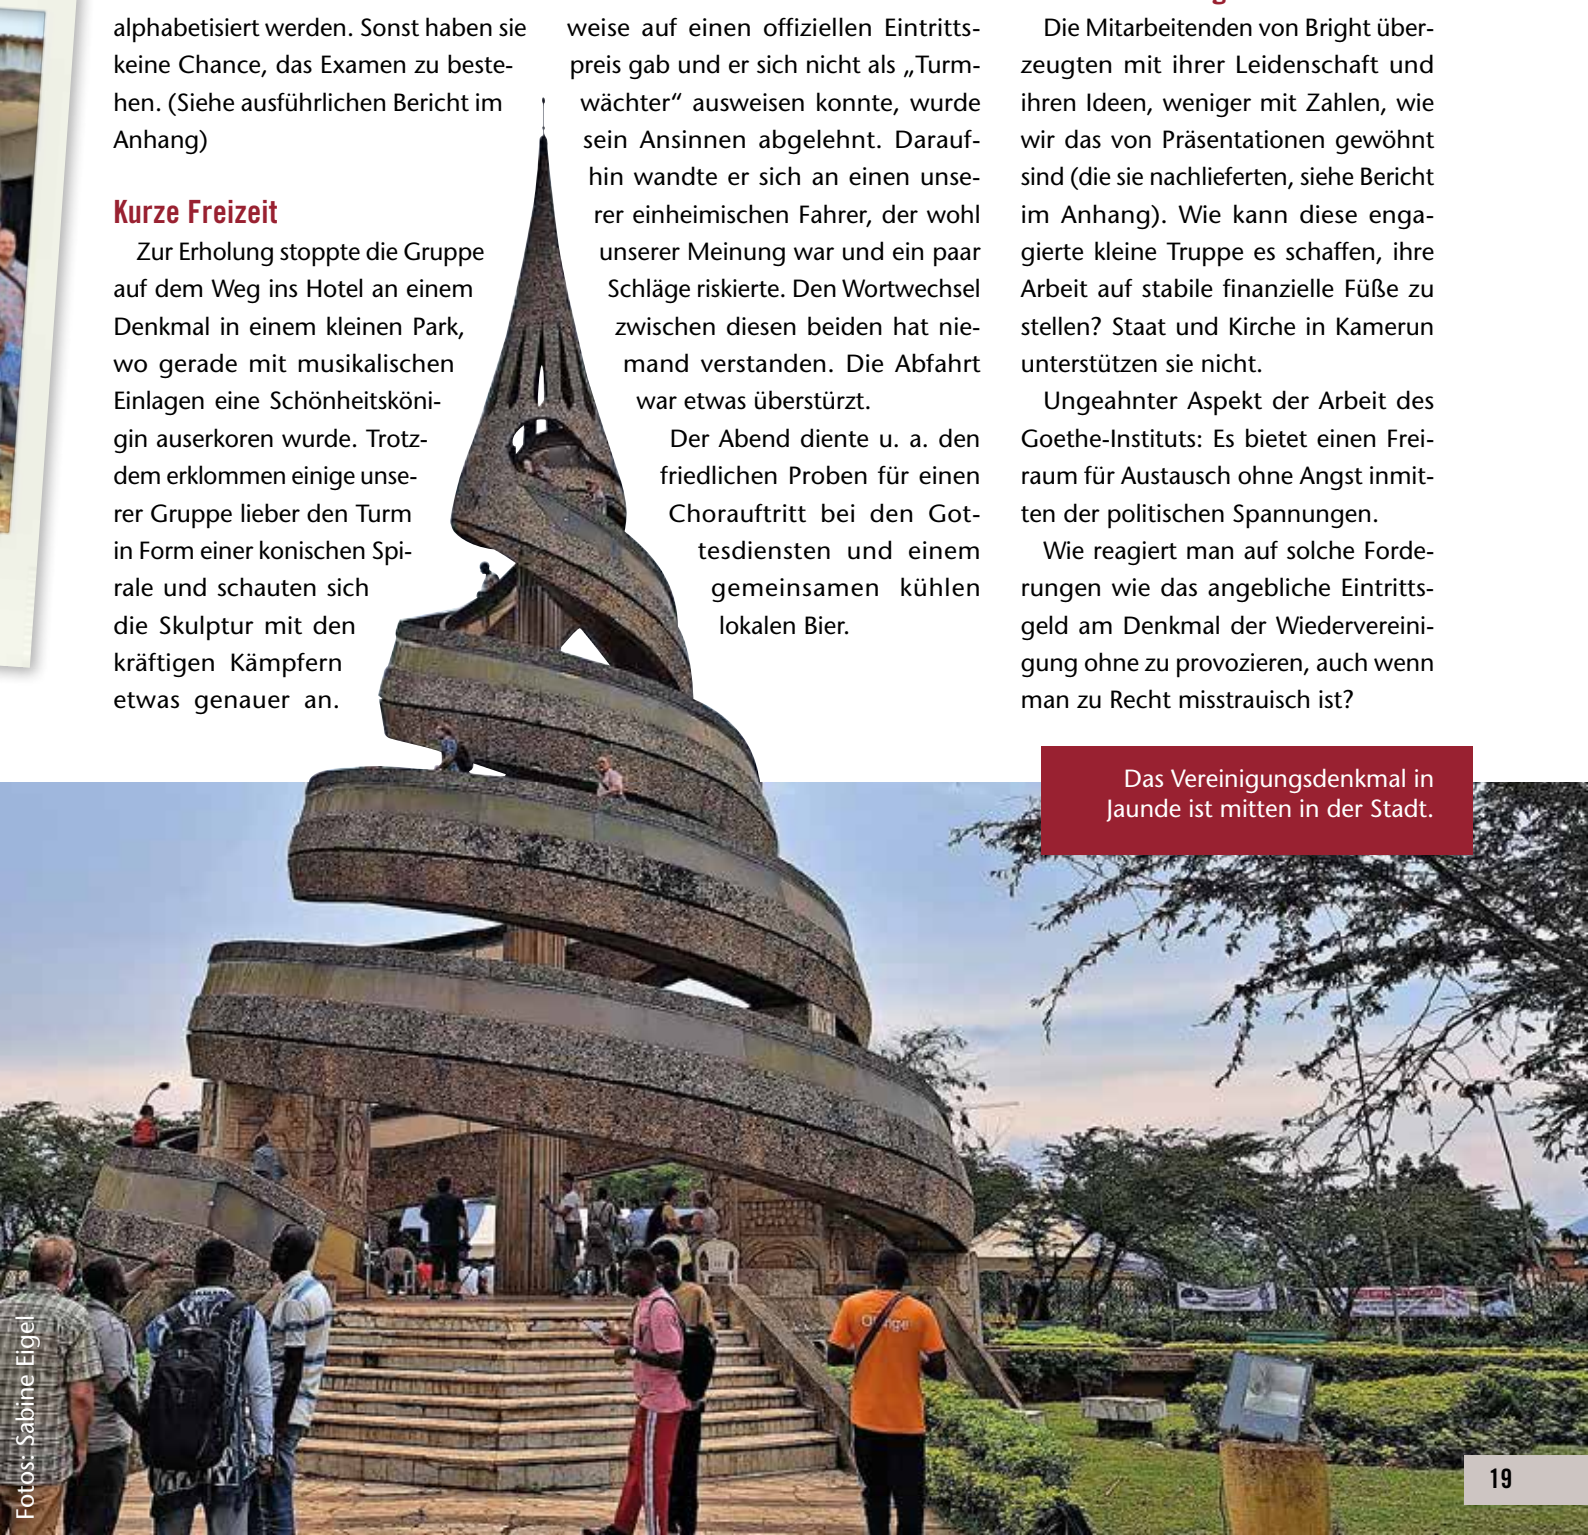 alphabetisiert werden. Sonst haben sie
keine Chance, das Examen zu beste-
hen. (Siehe ausführlichen Bericht im
Anhang)
Kurze Freizeit
Zur Erholung stoppte die Gruppe
auf dem Weg ins Hotel an einem
Denkmal in einem kleinen Park,
wo gerade mit musikalischen
Einlagen eine Schönheitsköni-
gin auserkoren wurde. Trotz-
dem erklommen einige unse-
rer Gruppe lieber den Turm
in Form einer konischen Spi-
rale und schauten sich
die Skulptur mit den
kräftigen Kämpfern
etwas genauer an.
weise auf einen offiziellen Eintritts-
preis gab und er sich nicht als „Turm-
wächter“ ausweisen konnte, wurde
sein Ansinnen abgelehnt. Darauf-
hin wandte er sich an einen unse-
rer einheimischen Fahrer, der wohl
unserer Meinung war und ein paar
Schläge riskierte. Den Wortwechsel
zwischen diesen beiden hat nie-
mand verstanden. Die Abfahrt
war etwas überstürzt.
Der Abend diente u. a. den
friedlichen Proben für einen
Chorauftritt bei den Got-
tesdiensten und einem
gemeinsamen kühlen
lokalen Bier.
Die Mitarbeitenden von Bright über-
zeugten mit ihrer Leidenschaft und
ihren Ideen, weniger mit Zahlen, wie
wir das von Präsentationen gewöhnt
sind (die sie nachlieferten, siehe Bericht
im Anhang). Wie kann diese enga-
gierte kleine Truppe es schaffen, ihre
Arbeit auf stabile finanzielle Füße zu
stellen? Staat und Kirche in Kamerun
unterstützen sie nicht.
Ungeahnter Aspekt der Arbeit des
Goethe-Instituts: Es bietet einen Frei-
raum für Austausch ohne Angst inmit-
ten der politischen Spannungen.
Wie reagiert man auf solche Forde-
rungen wie das angebliche Eintritts-
geld am Denkmal der Wiedervereini-
gung ohne zu provozieren, auch wenn
man zu Recht misstrauisch ist?
Das Vereinigungsdenkmal in
Jaunde ist mitten in der Stadt.
Fotos: Sabine Eigel
19